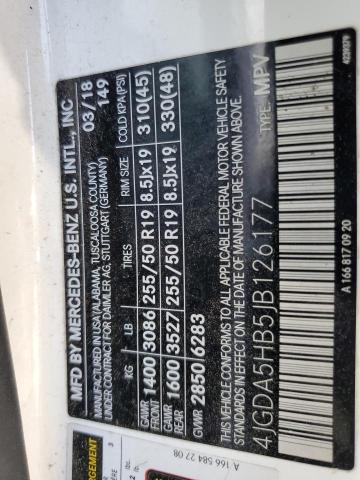 MFD BY MERCEDES-BENZ U.S. INTL., INC
MANUFACTURED IN USA(ALABAMA, TUSCALOOSA COUNTY) 03/18
UNDER CONTRACT FOR DAIMLER AG, STUTTGART (GERMANY) 149
KG LB TIRES RIM SIZE COLD KPA (PSI)
GAWR FRONT 1400 3086 255/50 R19 8.5Jx19 310(45)
GAWR REAR 1600 3527 255/50 R19 8.5Jx19 330(48)
GVWR 2850 6283
THIS VEHICLE CONFORMS TO ALL APPLICABLE FEDERAL MOTOR VEHICLE SAFETY
STANDARDS IN EFFECT ON THE DATE OF MANUFACTURE SHOWN ABOVE.
4JGDA5HB5JB126177 TYPE: MPV
A 166 817 09 20
4239379
A 166 584 27 08